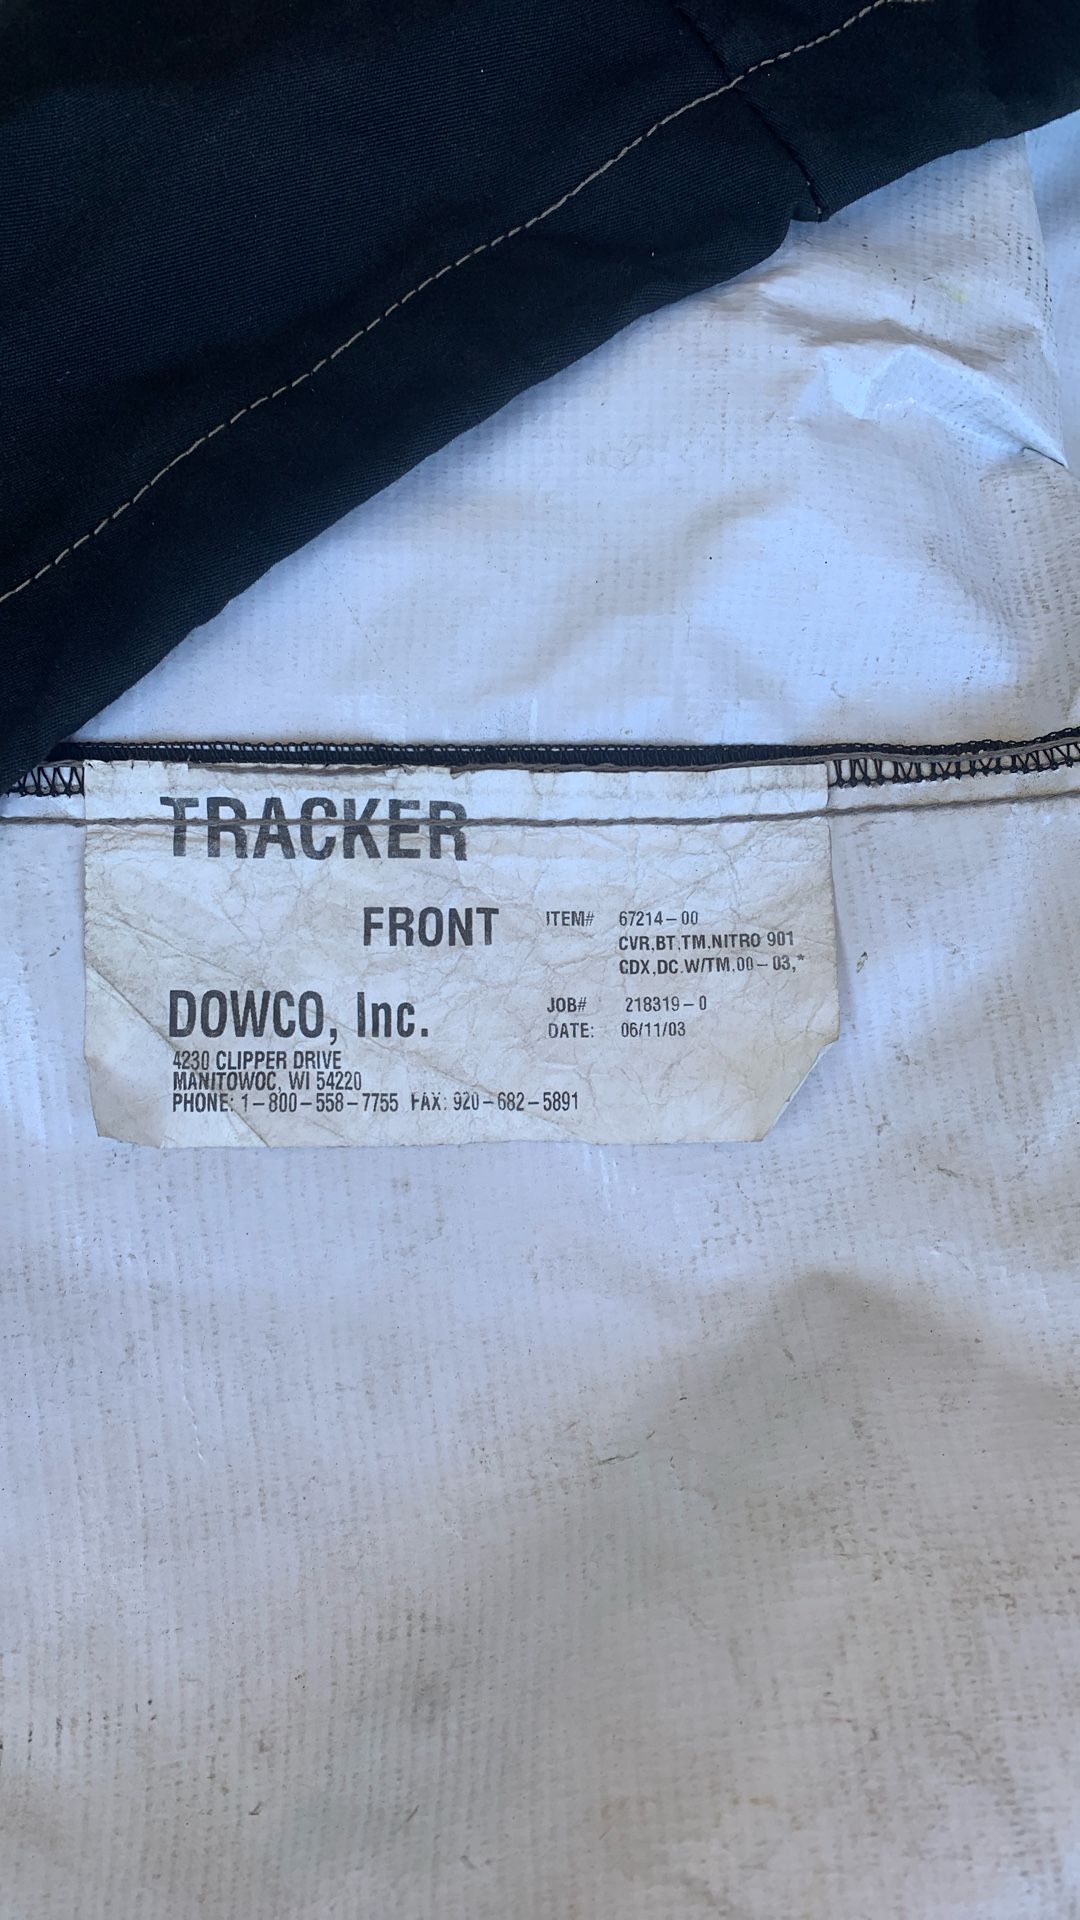 TRACKER
FRONT
ITEM# 67214-00
CVR,BT,TM,NITRO 901
CDX,DC.W/TM,00-03,*
DOWCO, Inc.
JOB# 218319-0
DATE: 06/11/03
4230 CLIPPER DRIVE
MANITOWOC, WI 54220
PHONE: 1-800-558-7755 FAX: 920-682-5891